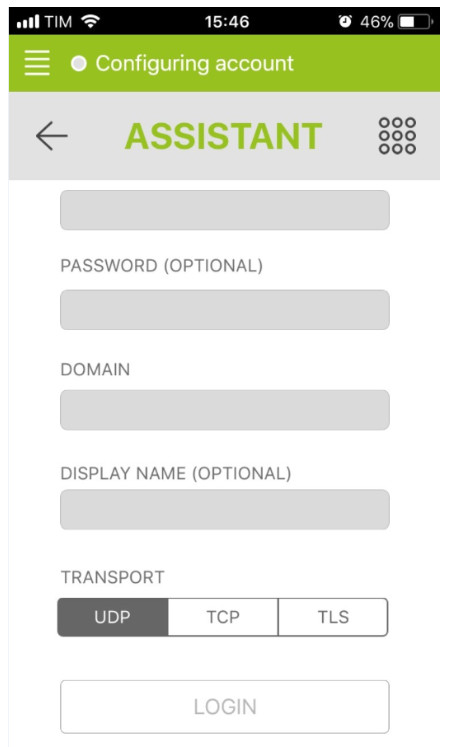 TIM 15:46 46%
Configuring account
ASSISTANT
PASSWORD (OPTIONAL)
DOMAIN
DISPLAY NAME (OPTIONAL)
TRANSPORT
UDP TCP TLS
LOGIN